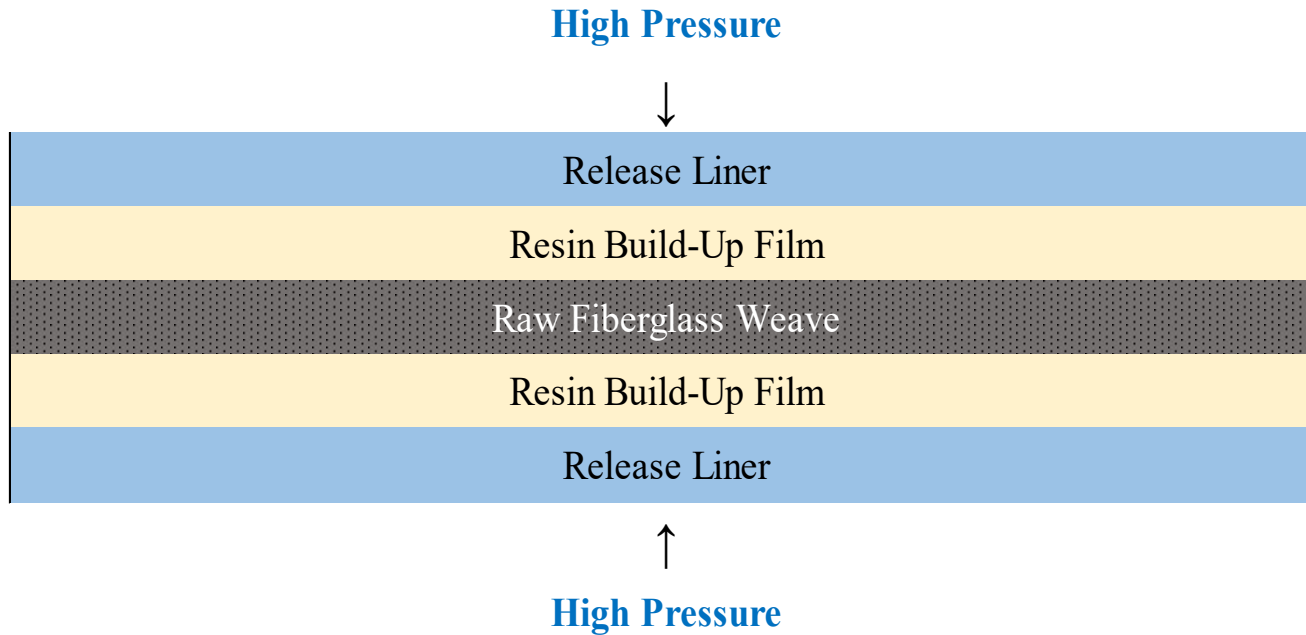 High Pressure
↓
Release Liner
Resin Build-Up Film
Raw Fiberglass Weave
Resin Build-Up Film
Release Liner
↑
High Pressure